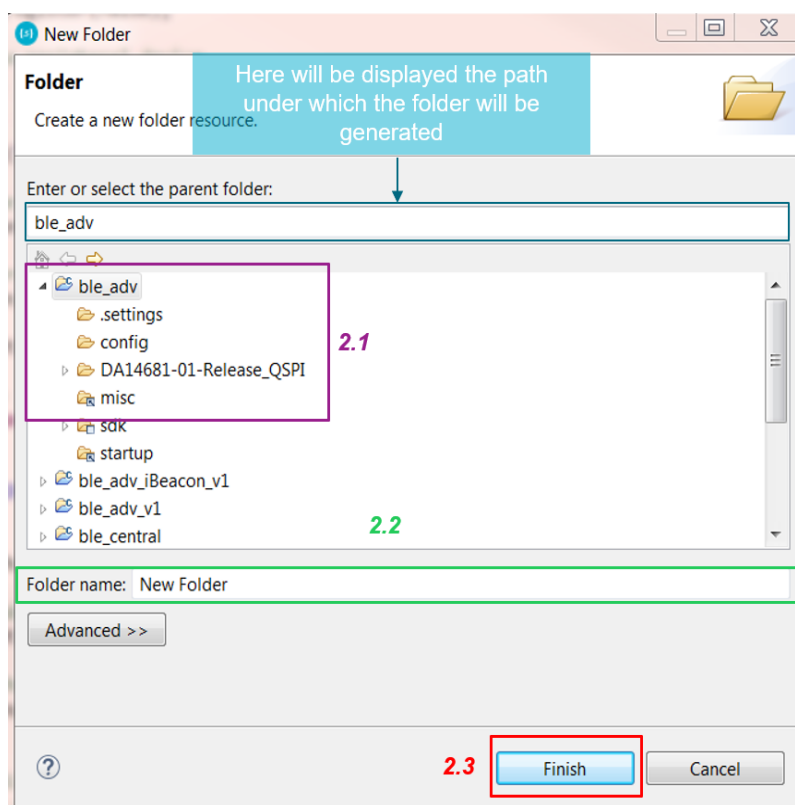 New Folder
Folder
Create a new folder resource.
Here will be displayed the path
under which the folder will be
generated
Enter or select the parent folder:
ble_adv
ble_adv
.settings
config
DA14681-01-Release_QSPI
misc
2.1
sdk
startup
ble_adv_iBeacon_v1
ble_adv_v1
ble_central
2.2
Folder name: New Folder
Advanced >>
2.3
Finish
Cancel